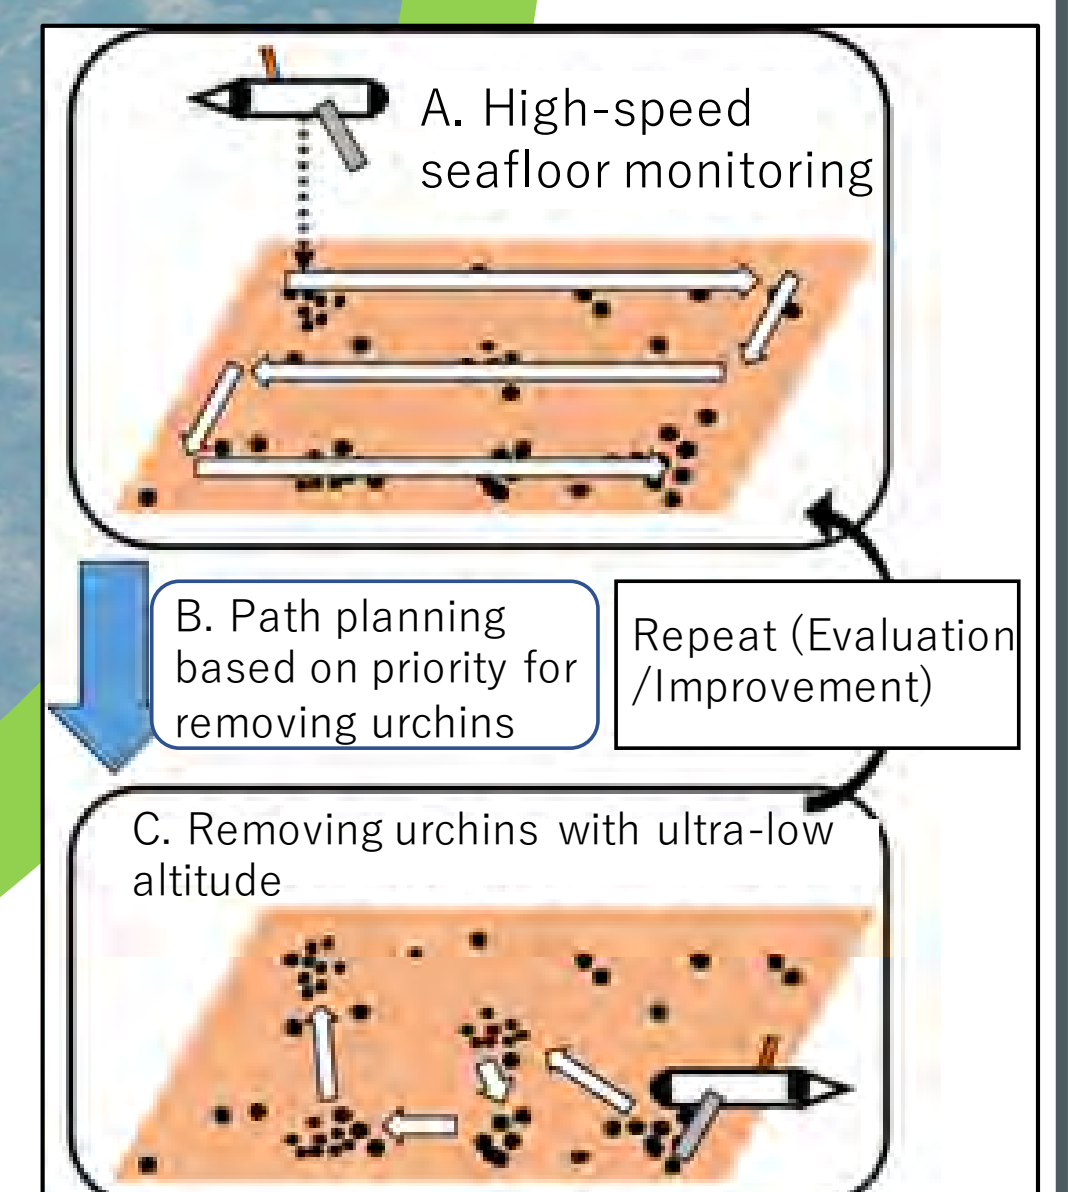 A. High-speed
seafloor monitoring
B. Path planning
based on priority for
removing urchins
Repeat (Evaluation
/Improvement)
C. Removing urchins with ultra-low
altitude